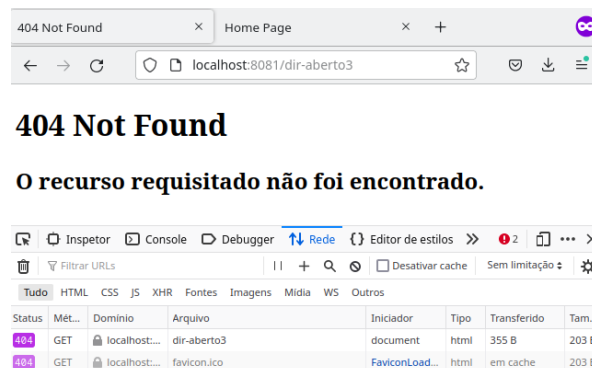 404 Not Found Home Page
localhost:8081/dir-aberto3
404 Not Found
O recurso requisitado não foi encontrado.
Inspetor Console Debugger Rede Editor de estilos 2
Filtrar URLs Desativar cache Sem limitação
Tudo HTML CSS JS XHR Fontes Imagens Mídia WS Outros
Status Mét... Domínio Arquivo Iniciador Tipo Transferido Tam.
404 GET localhost:... dir-aberto3 document html 355 B 203 B
404 GET localhost:... favicon.ico FaviconLoad... html em cache 203 B